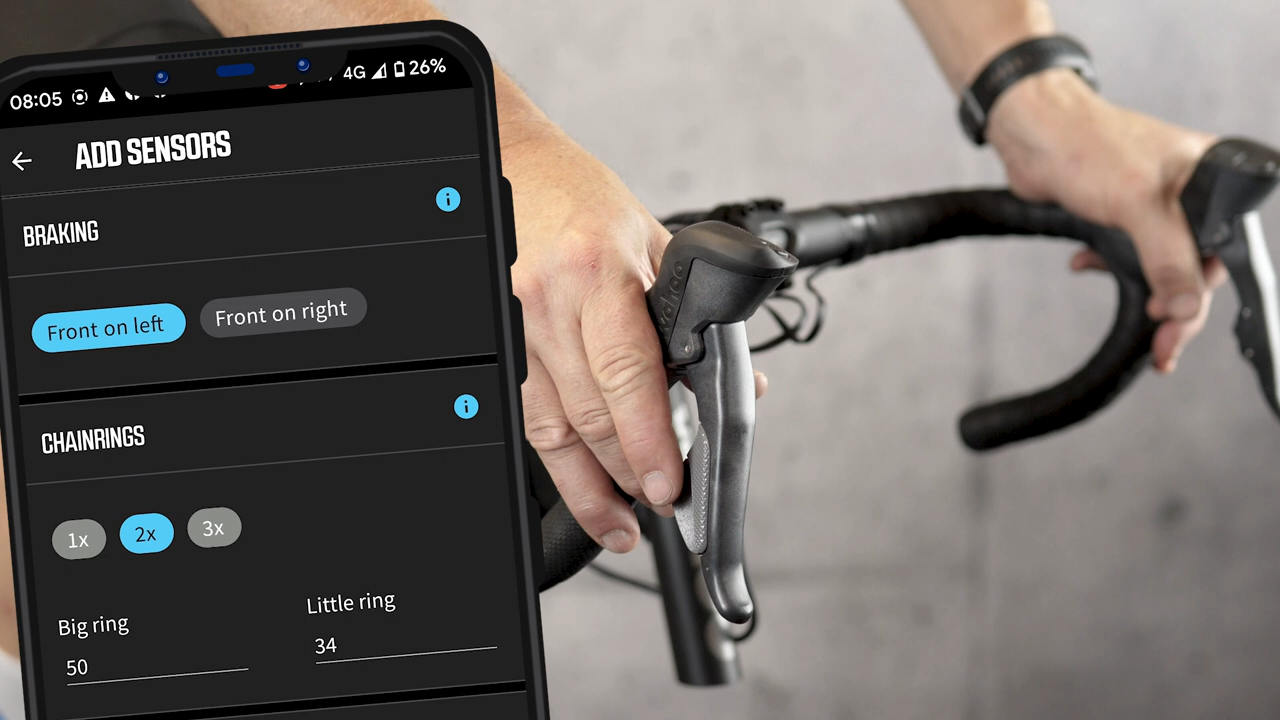 08:05 4G 26%
ADD SENSORS
BRAKING
Front on left Front on right
CHAINRINGS
1x 2x 3x
Big ring Little ring
50 34